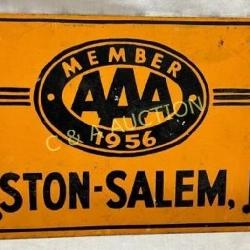 MEMBER
AAA
1956
C & A AUCTION
STON-SALEM,